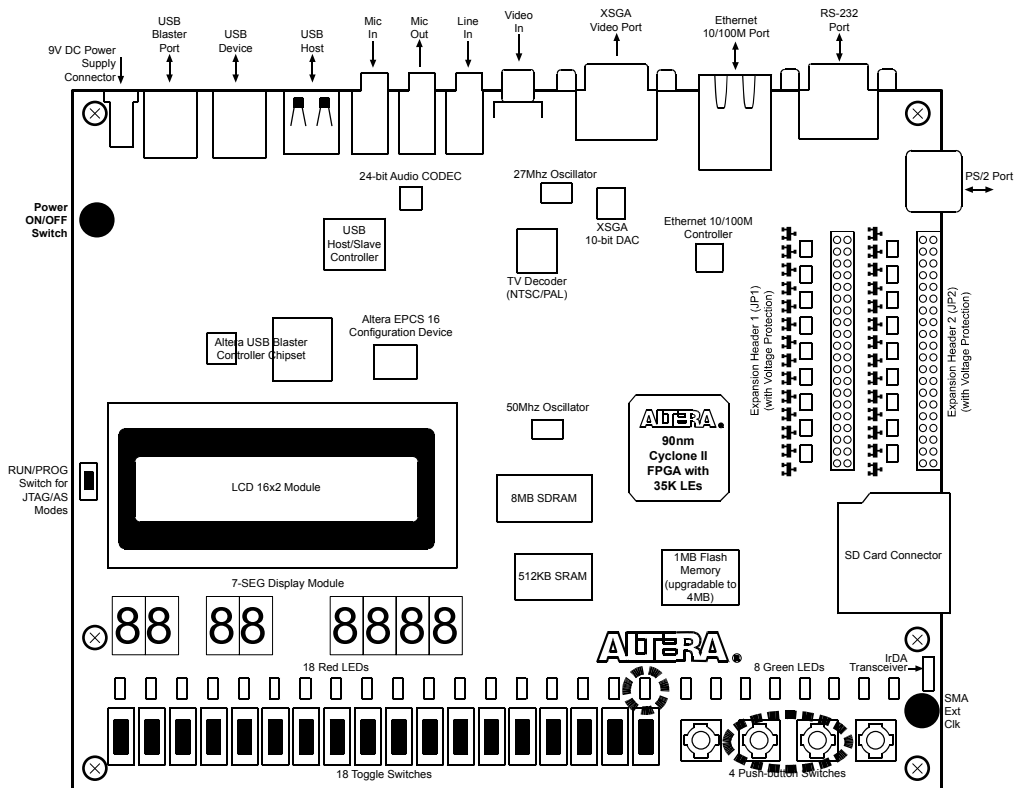 9V DC Power
Supply
Connector
USB
Blaster
Port
USB
Device
USB
Host
Mic
In
Mic
Out
Line
In
Video
In
XSGA
Video Port
Ethernet
10/100M Port
RS-232
Port
PS/2 Port
24-bit Audio CODEC
27Mhz Oscillator
Power
ON/OFF
Switch
USB
Host/Slave
Controller
XSGA
10-bit DAC
Ethernet 10/100M
Controller
TV Decoder
(NTSC/PAL)
Expansion Header 1 (JP1)
(with Voltage Protection)
Expansion Header 2 (JP2)
(with Voltage Protection)
Altera USB Blaster
Controller Chipset
Altera EPCS 16
Configuration Device
50Mhz Oscillator
ALTERA®
90nm
Cyclone II
FPGA with
35K LEs
RUN/PROG
Switch for
JTAG/AS
Modes
LCD 16x2 Module
8MB SDRAM
SD Card Connector
512KB SRAM
1MB Flash
Memory
(upgradable to
4MB)
7-SEG Display Module
88 88 8888
ALTERA®
18 Red LEDs
8 Green LEDs
IrDA
Transceiver
SMA
Ext
Clk
18 Toggle Switches
4 Push-button Switches